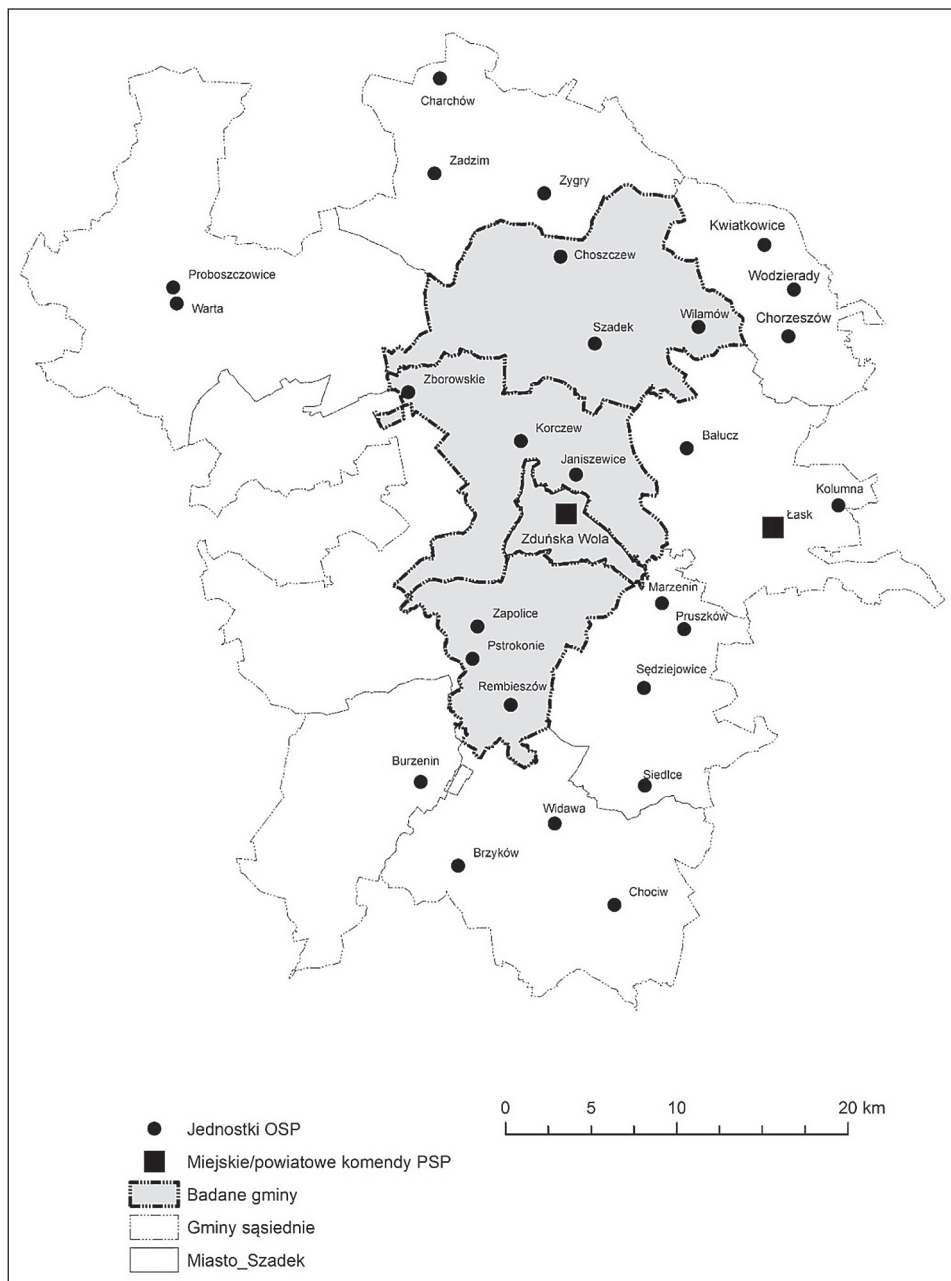 Charchów
Zadzim
Zygry
Kwiatkowice
Choszczew
Proboszczowice
Wodzierady
Warta
Wilamów
Chorzeszów
Szadek
Zborowskie
Korczew
Bałucz
Janiszewice
Kolumna
Łask
Zduńska Wola
Marzenin
Zapolice
Pruszków
Pstrokonie
Sędziejowice
Rembieszów
Burzenin
Siedlce
Widawa
Brzyków
Chociw
0 5 10 20 km
Jednostki OSP
Miejskie/powiatowe komendy PSP
Badane gminy
Gminy sąsiednie
Miasto_Szadek